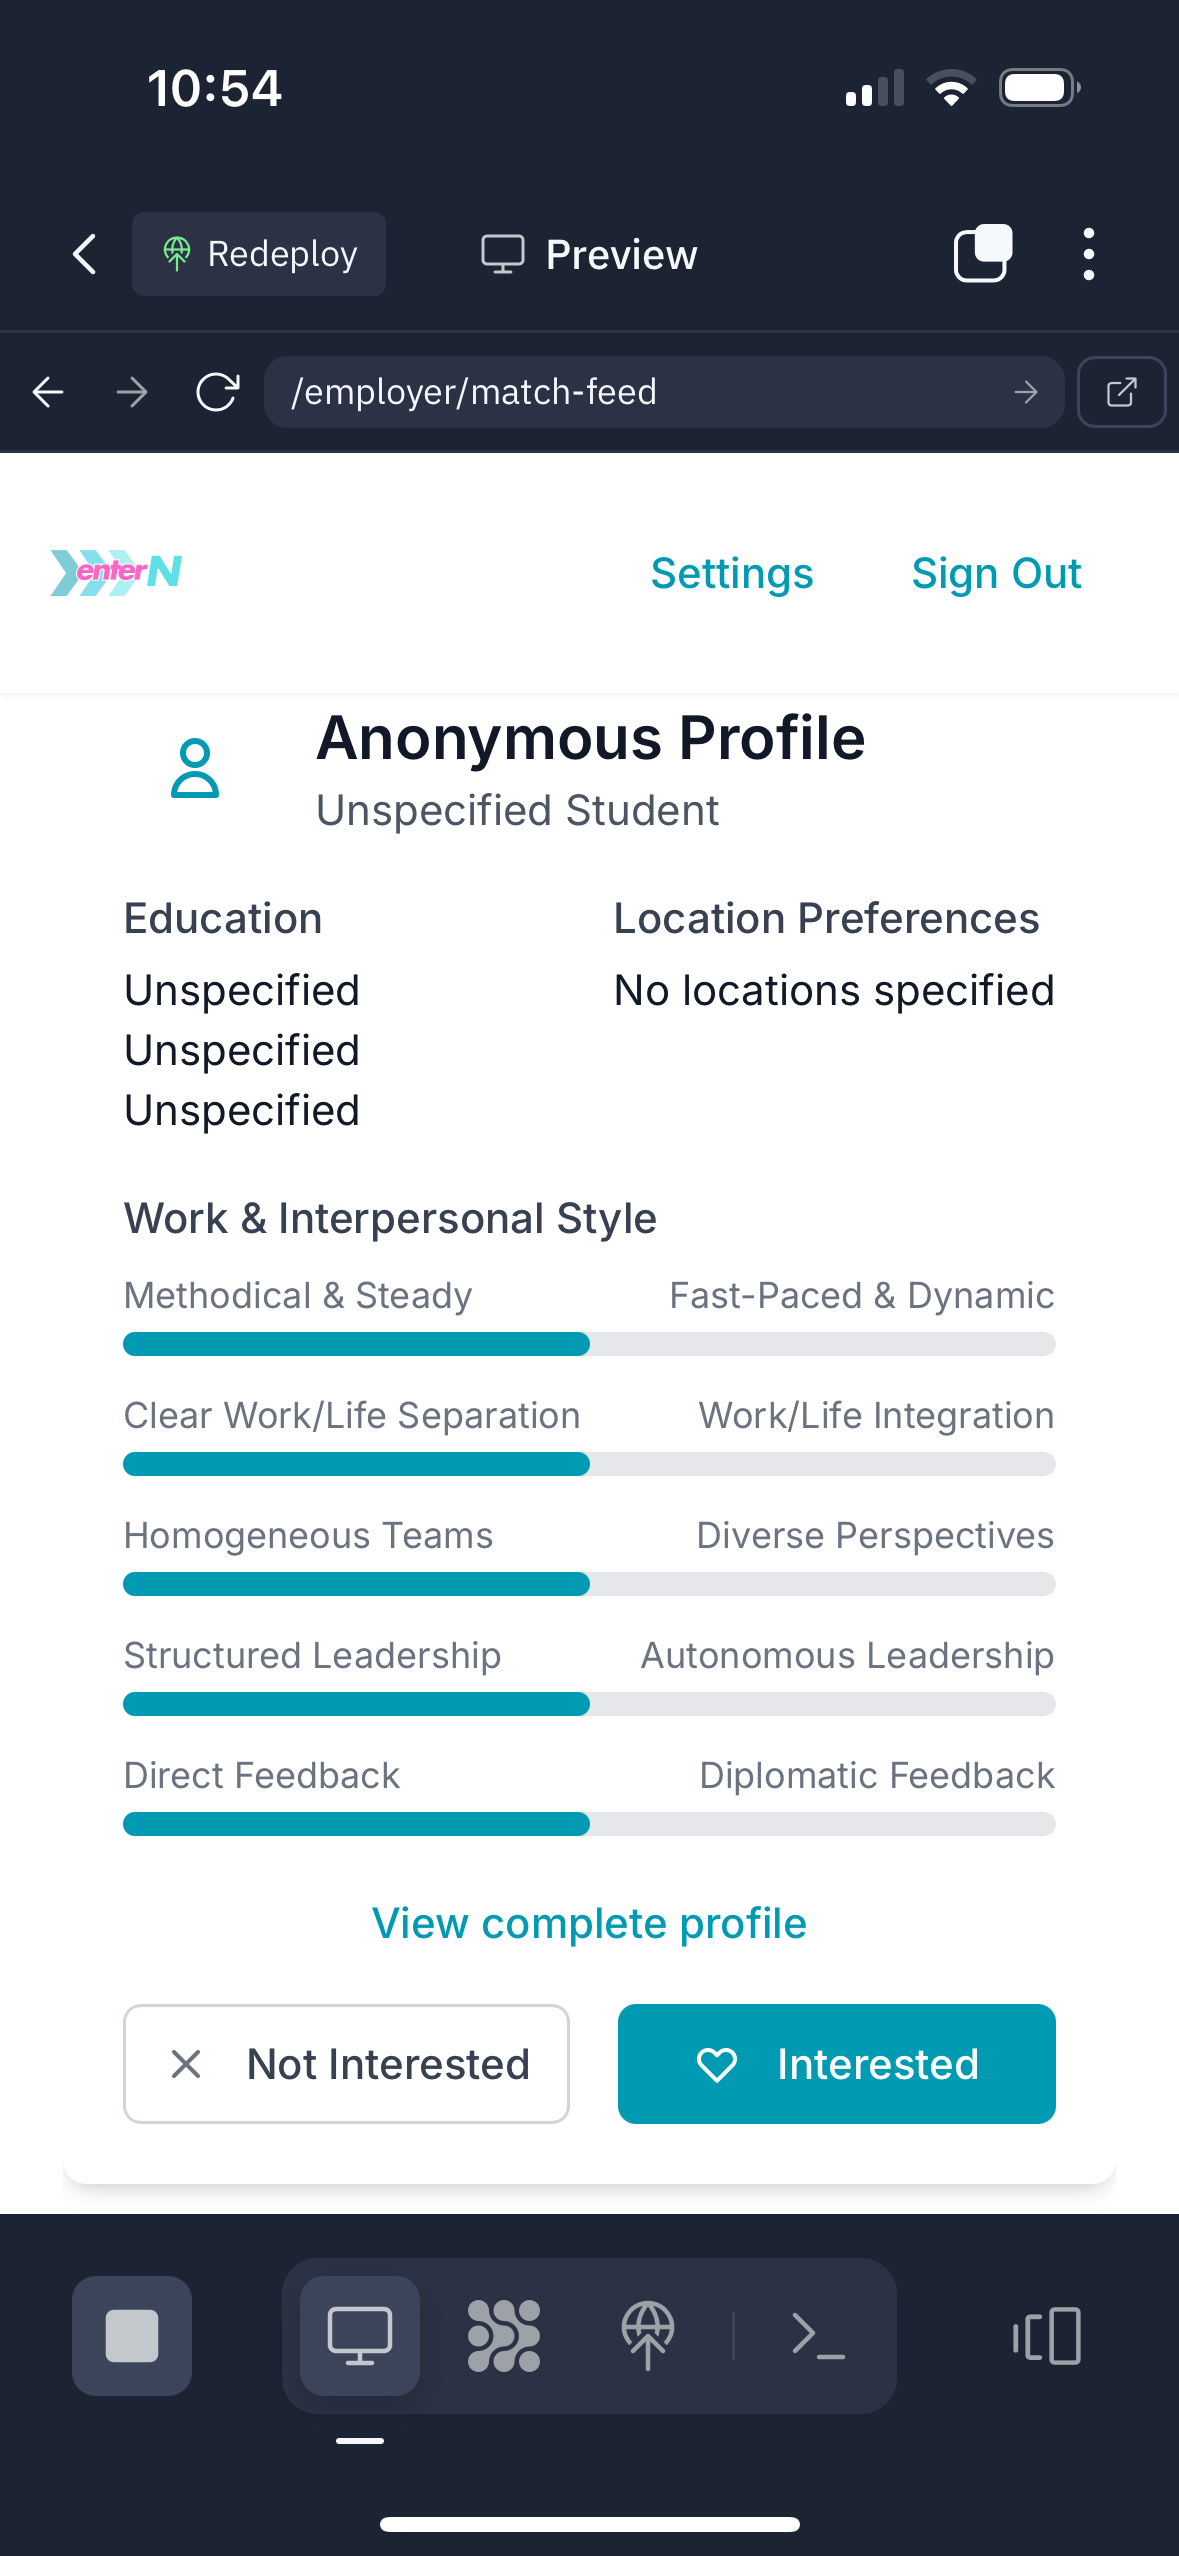 10:54
Redeploy
Preview
/employer/match-feed
enterN
Settings
Sign Out
Anonymous Profile
Unspecified Student
Education
Unspecified
Unspecified
Unspecified
Location Preferences
No locations specified
Work & Interpersonal Style
Methodical & Steady
Fast-Paced & Dynamic
Clear Work/Life Separation
Work/Life Integration
Homogeneous Teams
Diverse Perspectives
Structured Leadership
Autonomous Leadership
Direct Feedback
Diplomatic Feedback
View complete profile
Not Interested
Interested